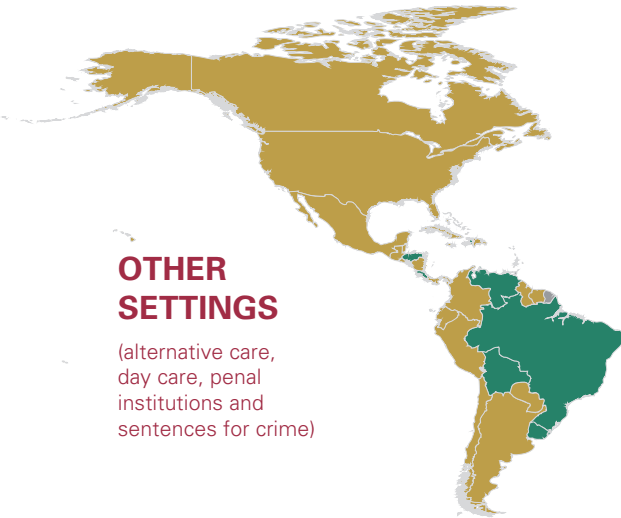 OTHER
SETTINGS
(alternative care,
day care, penal
institutions and
sentences for crime)